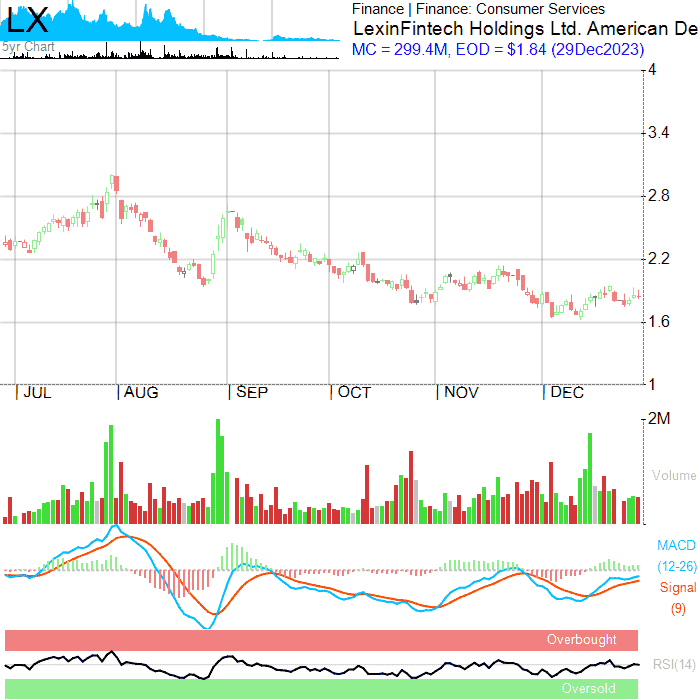 LX
5yr Chart
Finance | Finance: Consumer Services
LexinFintech Holdings Ltd. American De
MC = 299.4M, EOD = $1.84 (29Dec2023)
4
3.4
2.8
2.2
1.6
1
JUL AUG SEP OCT NOV DEC
2M
Volume
MACD
(12-26)
Signal
(9)
Overbought
RSI(14)
Oversold